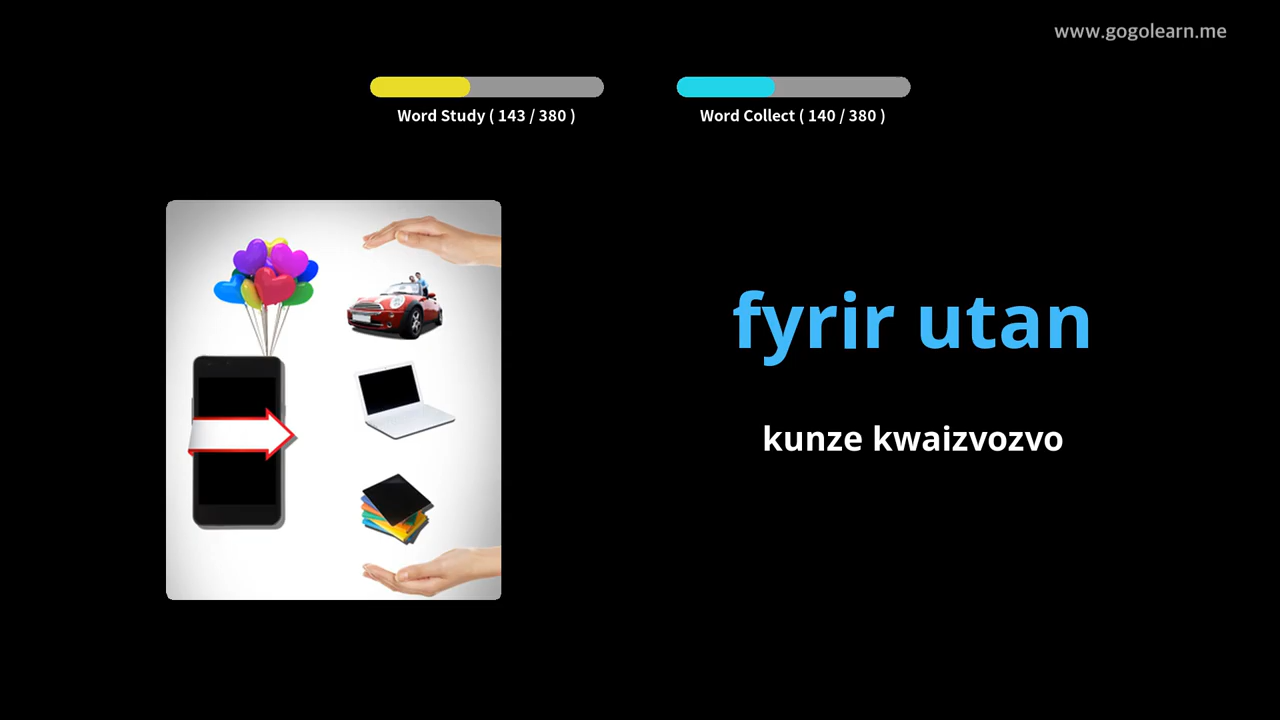 www.gogolearn.me
Word Study ( 143 / 380 )
Word Collect ( 140 / 380 )
fyrir utan
kunze kwaizvozvo